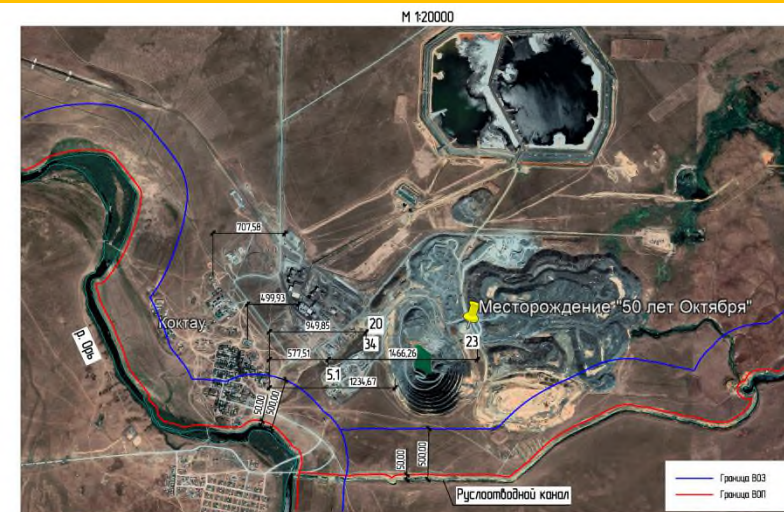 М 1:20000
707,58
499,93
Коктау
949,85
20
34
Месторождение "50 лет Октября"
р. Орь
577,51
1466,26
23
5.1
1234,67
50.00
500,00
50.00
500.00
Руслоотводной канал
Граница ВОЗ
Граница ВОП